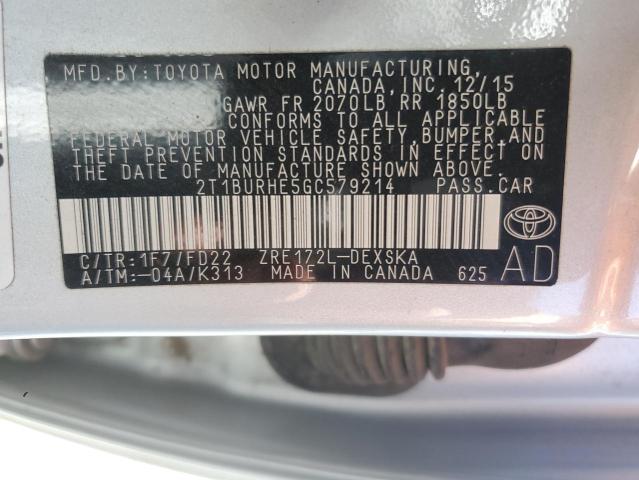 MFD. BY: TOYOTA MOTOR MANUFACTURING,
CANADA, INC. 12/15
GAWR FR 2070LB, RR 1850LB
CONFORMS TO ALL APPLICABLE
FEDERAL MOTOR VEHICLE SAFETY, BUMPER, AND
THEFT PREVENTION STANDARDS IN EFFECT ON
THE DATE OF MANUFACTURE SHOWN ABOVE.
2T1BURHE5GC579214 PASS. CAR
C/TR: 1F7/FD22 ZRE172L-DEXSKA
A/TM: -04A/K313 MADE IN CANADA 625
AD